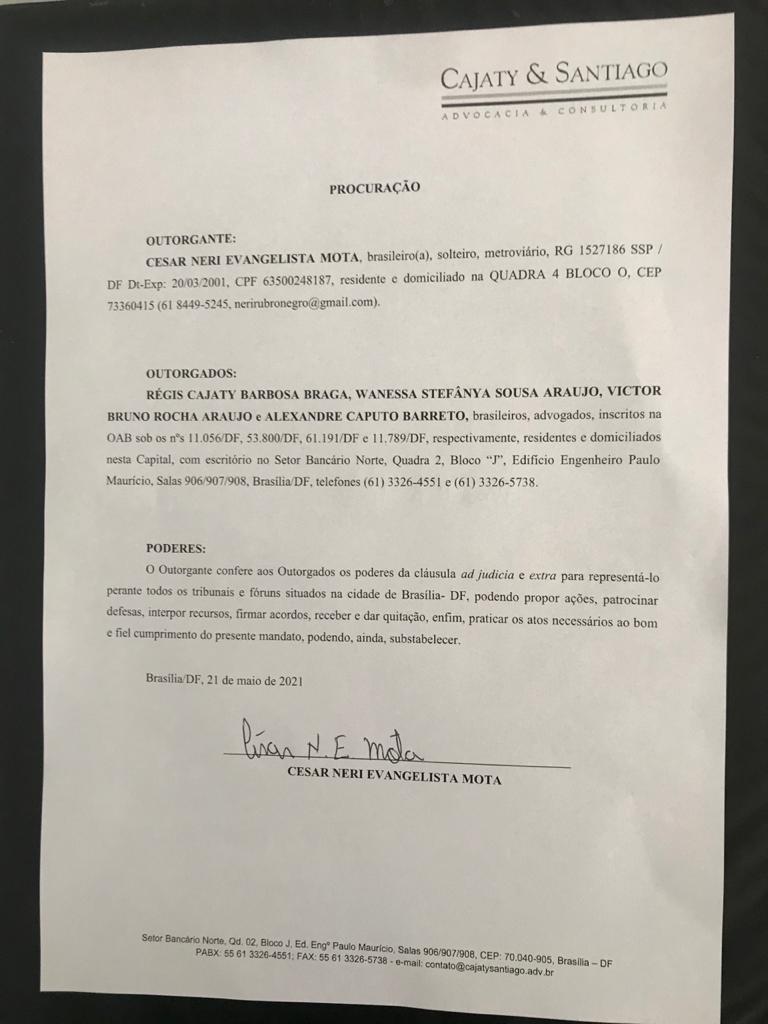 CAJATY & SANTIAGO
ADVOCACIA & CONSULTORIA
PROCURAÇÃO
OUTORGANTE:
CESAR NERI EVANGELISTA MOTA, brasileiro(a), solteiro, metroviário, RG 1527186 SSP /
DF Dt-Exp: 20/03/2001, CPF 63500248187, residente e domiciliado na QUADRA 4 BLOCO O, CEP
73360415 (61 8449-5245, nerirubronegro@gmail.com).
OUTORGADOS:
RÉGIS CAJATY BARBOSA BRAGA, WANESSA STEFÂNYA SOUSA ARAUJO, VICTOR
BRUNO ROCHA ARAUJO e ALEXANDRE CAPUTO BARRETO, brasileiros, advogados, inscritos na
OAB sob os nºs 11.056/DF, 53.800/DF, 61.191/DF e 11.789/DF, respectivamente, residentes e domiciliados
nesta Capital, com escritório no Setor Bancário Norte, Quadra 2, Bloco “J”, Edifício Engenheiro Paulo
Maurício, Salas 906/907/908, Brasília/DF, telefones (61) 3326-4551 e (61) 3326-5738.
PODERES:
O Outorgante confere aos Outorgados os poderes da cláusula ad judicia e extra para representá-lo
perante todos os tribunais e fóruns situados na cidade de Brasília- DF, podendo propor ações, patrocinar
defesas, interpor recursos, firmar acordos, receber e dar quitação, enfim, praticar os atos necessários ao bom
e fiel cumprimento do presente mandato, podendo, ainda, substabelecer.
Brasília/DF, 21 de maio de 2021
César N. E Mota
CESAR NERI EVANGELISTA MOTA
Setor Bancário Norte, Qd. 02, Bloco J, Ed. Engº Paulo Maurício, Salas 906/907/908, CEP: 70.040-905, Brasília – DF
PABX: 55 61 3326-4551; FAX: 55 61 3326-5738 - e-mail: contato@cajatysantiago.adv.br